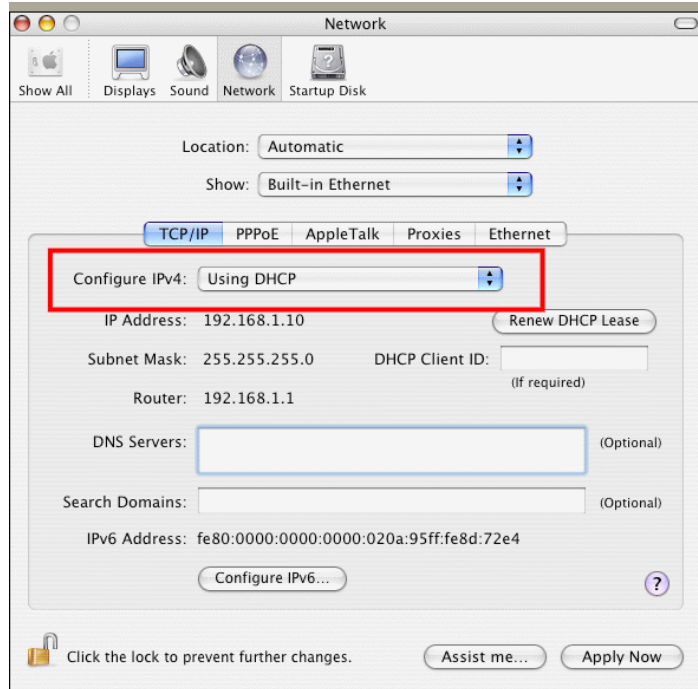 Network
Show All Displays Sound Network Startup Disk
Location: Automatic
Show: Built-in Ethernet
TCP/IP PPPoE AppleTalk Proxies Ethernet
Configure IPv4: Using DHCP
IP Address: 192.168.1.10 Renew DHCP Lease
Subnet Mask: 255.255.255.0 DHCP Client ID:
(If required)
Router: 192.168.1.1
DNS Servers: (Optional)
Search Domains: (Optional)
IPv6 Address: fe80:0000:0000:0000:020a:95ff:fe8d:72e4
Configure IPv6...
?
Click the lock to prevent further changes. Assist me... Apply Now